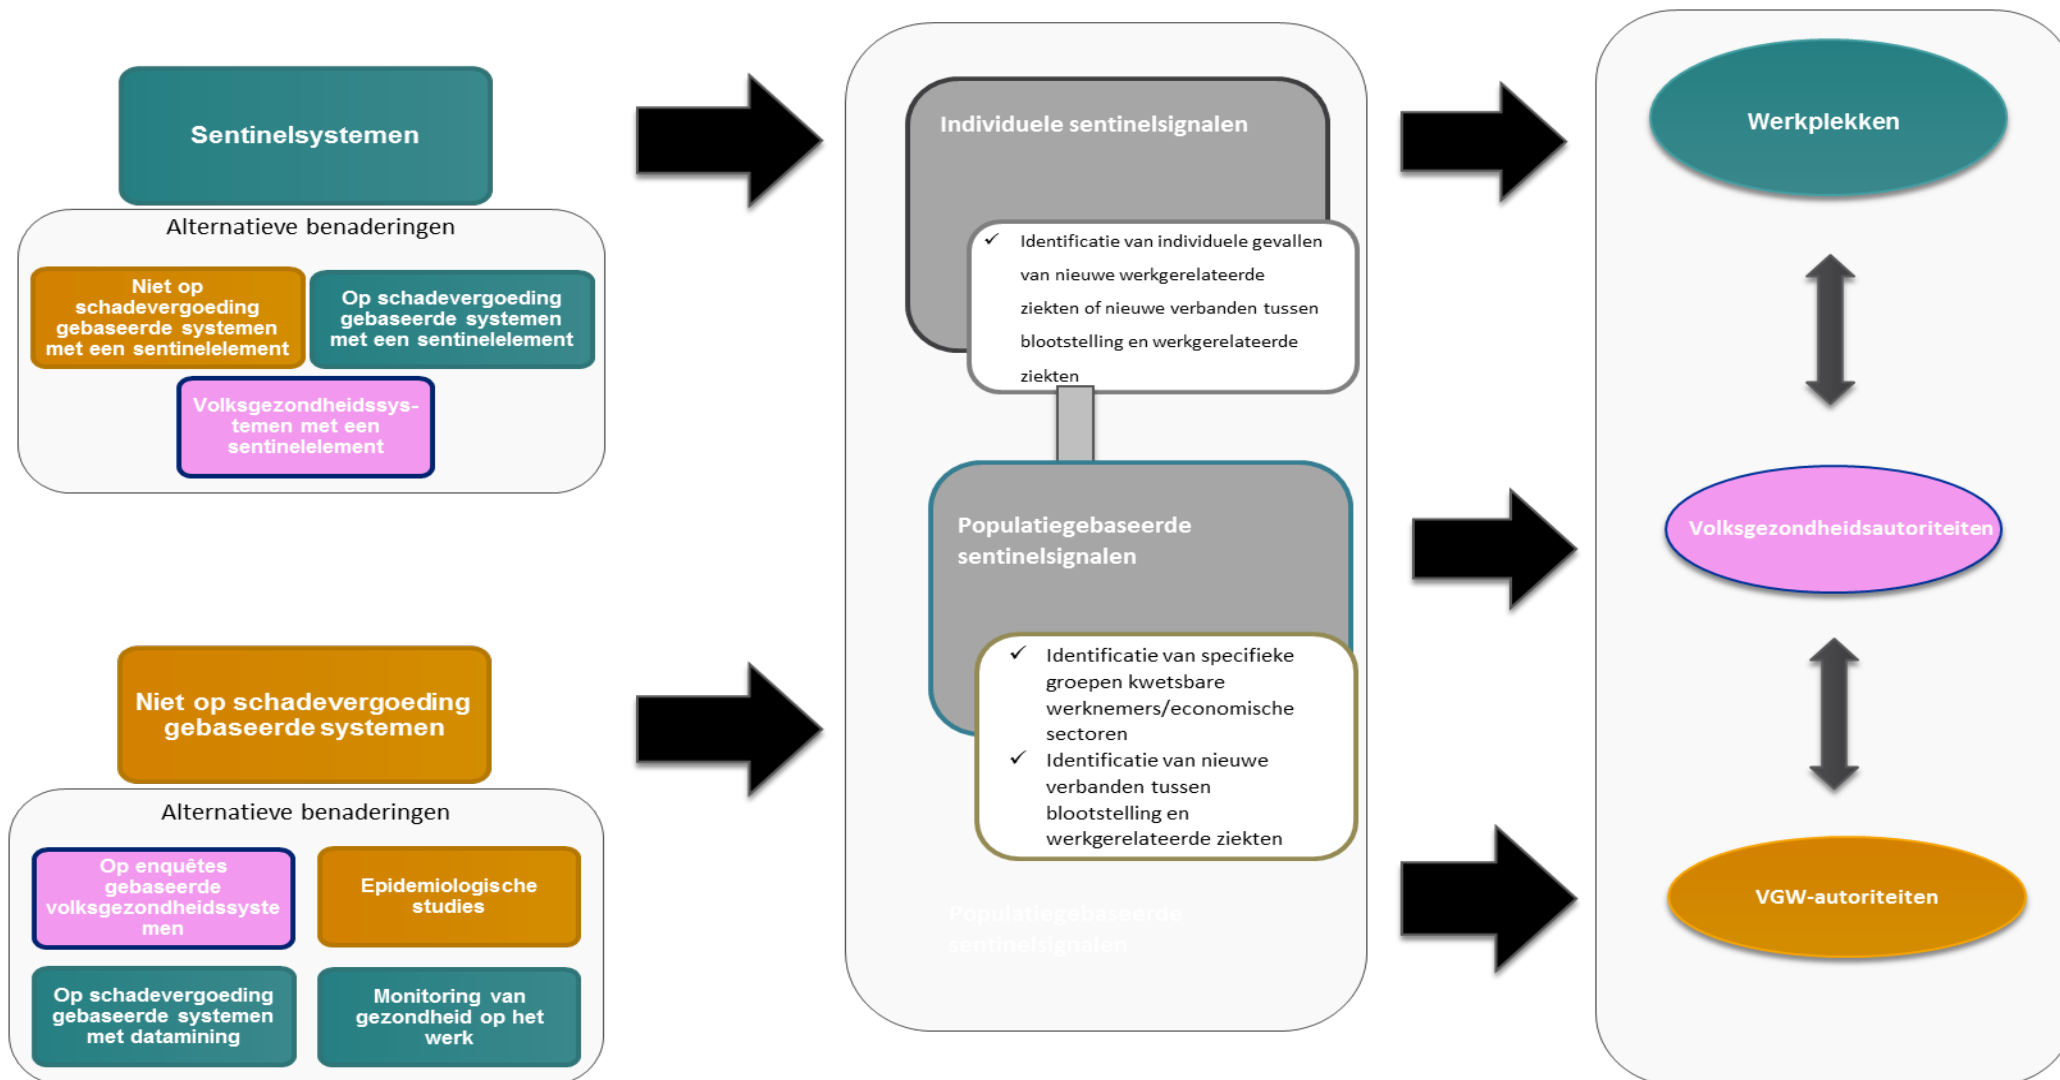 Sentinelsystemen
Alternatieve benaderingen
Niet op
schadevergoeding
gebaseerde systemen
met een sentinelelement
Op schadevergoeding
gebaseerde systemen
met een sentinelelement
Volksgezondheidssys-
temen met een
sentinelelement
Niet op schadevergoeding
gebaseerde systemen
Alternatieve benaderingen
Op enquêtes
gebaseerde
volksgezondheidssyste
men
Epidemiologische
studies
Op schadevergoeding
gebaseerde systemen
met datamining
Monitoring van
gezondheid op het
werk
Individuele sentinelsignalen
✓ Identificatie van individuele gevallen
van nieuwe werkgerelateerde
ziekten of nieuwe verbanden tussen
blootstelling en werkgerelateerde
ziekten
Populatiegebaseerde
sentinelsignalen
✓ Identificatie van specifieke
groepen kwetsbare
werknemers/economische
sectoren
✓ Identificatie van nieuwe
verbanden tussen
blootstelling en
werkgerelateerde ziekten
Populatiegebaseerde
sentinelsignalen
Werkplekken
Volksgezondheidsautoriteiten
VGW-autoriteiten